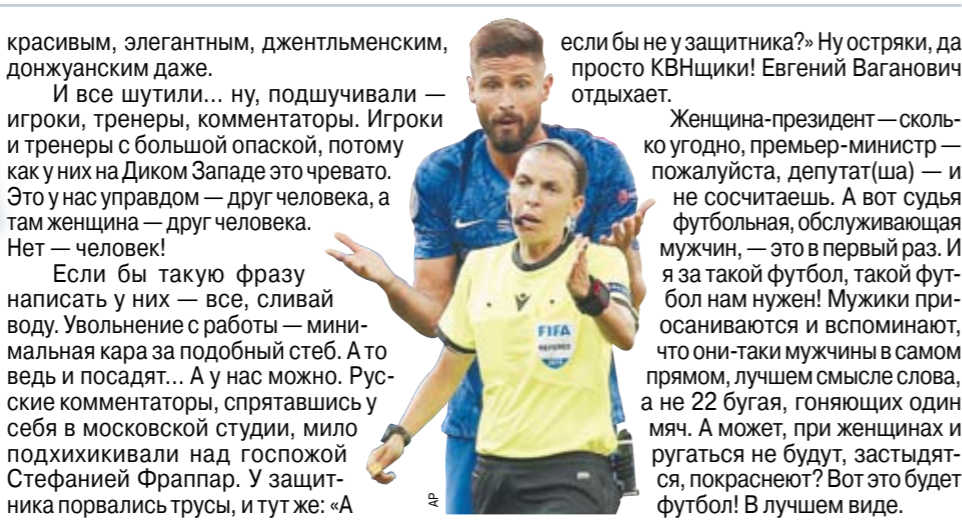 красивым, элегантным, джентльменским,
донжуанским даже.
И все шутили... ну, подшучивали —
игроки, тренеры, комментаторы. Игроки
и тренеры с большой опаской, потому
как у них на Диком Западе это чревато.
Это у нас управдом — друг человека, а
там женщина — друг человека.
Нет — человек!
Если бы такую фразу
написать у них — все, сливай
воду. Увольнение с работы — мини-
мальная кара за подобный стеб. А то
ведь и посадят... А у нас можно. Рус-
ские комментаторы, спрятавшись у
себя в московской студии, мило
подхихикивали над госпожой
Стефанией Фраппар. У защит-
ника порвались трусы, и тут же: «А
если бы не у защитника?» Ну остряки, да
просто КВНщики! Евгений Ваганович
отдыхает.
Женщина-президент — сколь-
ко угодно, премьер-министр —
пожалуйста, депутат(ша) — и
не сосчитаешь. А вот судья
футбольная, обслуживающая
мужчин, — это в первый раз. И
я за такой футбол, такой фут-
бол нам нужен! Мужики при-
осаниваются и вспоминают,
что они-таки мужчины в самом
прямом, лучшем смысле слова,
а не 22 бугая, гоняющих один
мяч. А может, при женщинах и
ругаться не будут, застыдят-
ся, покраснеют? Вот это будет
футбол! В лучшем виде.
FIFA
REFEREE
AP